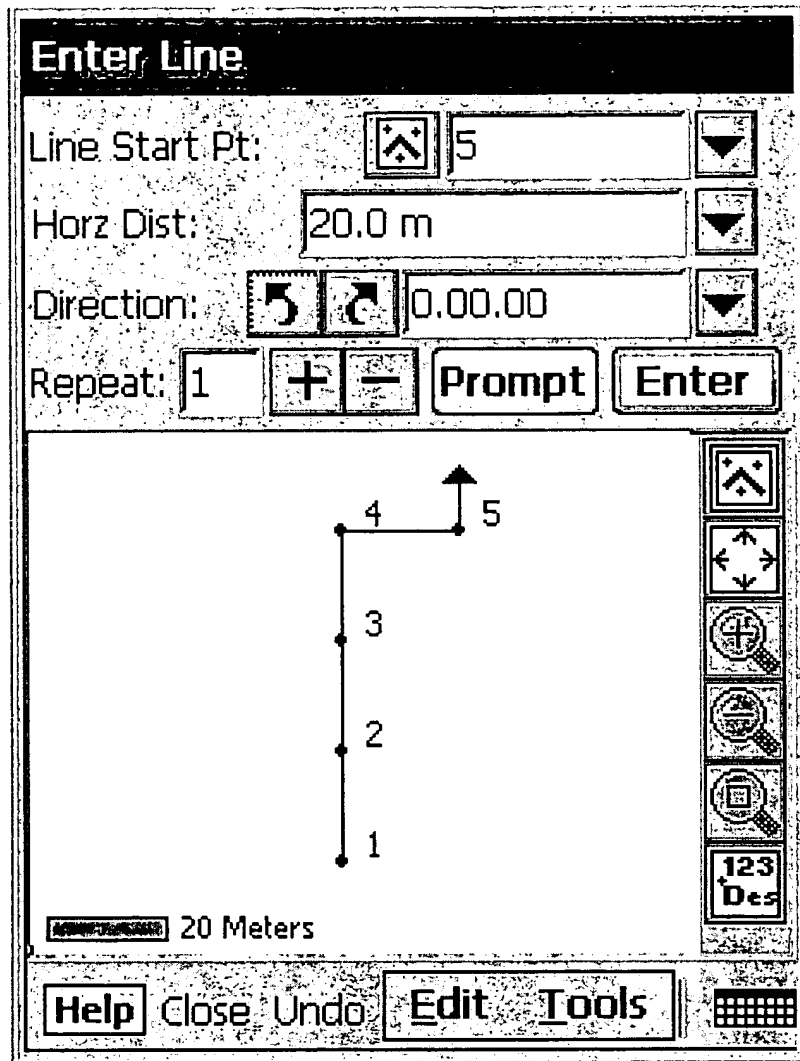 Enter Line
Line Start Pt: 5
Horz Dist: 20.0 m
Direction: 0.00.00
Repeat: 1 + − Prompt Enter
4 5
3
2
1
123
Des
20 Meters
Help Close Undo Edit Tools